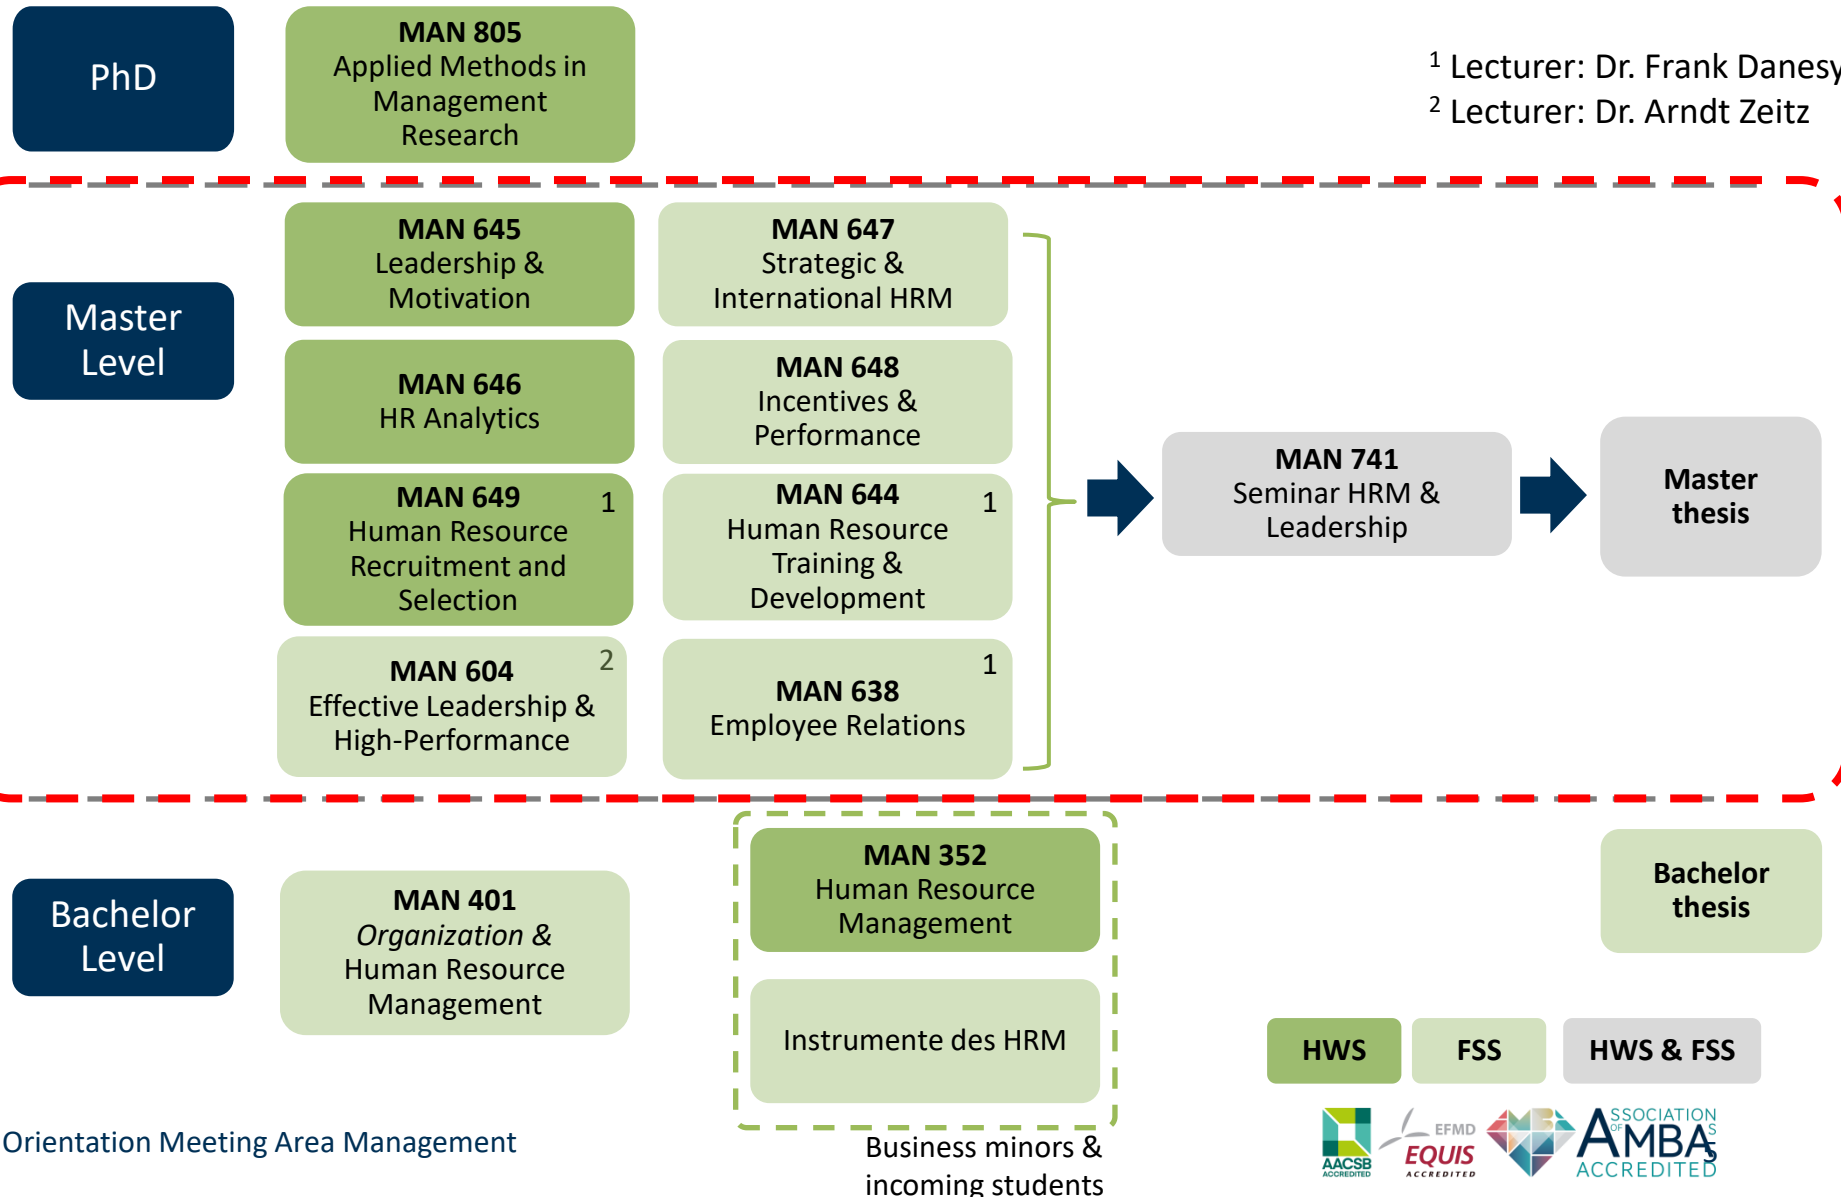 PhD
MAN 805
Applied Methods in
Management
Research
1 Lecturer: Dr. Frank Danesy
2 Lecturer: Dr. Arndt Zeitz
Master
Level
MAN 645
Leadership &
Motivation
MAN 647
Strategic &
International HRM
MAN 646
HR Analytics
MAN 648
Incentives &
Performance
MAN 649
1
Human Resource
Recruitment and
Selection
MAN 644
1
Human Resource
Training &
Development
MAN 604
2
Effective Leadership &
High-Performance
MAN 638
1
Employee Relations
MAN 741
Seminar HRM &
Leadership
Master
thesis
Bachelor
Level
MAN 401
Organization &
Human Resource
Management
MAN 352
Human Resource
Management
Instrumente des HRM
Business minors &
incoming students
Bachelor
thesis
HWS
FSS
HWS & FSS
Orientation Meeting Area Management
AACSB
ACCREDITED
EFMD
EQUIS
ACCREDITED
MBA
ASSOCIATION
OF
AMBAS
ACCREDITED
5